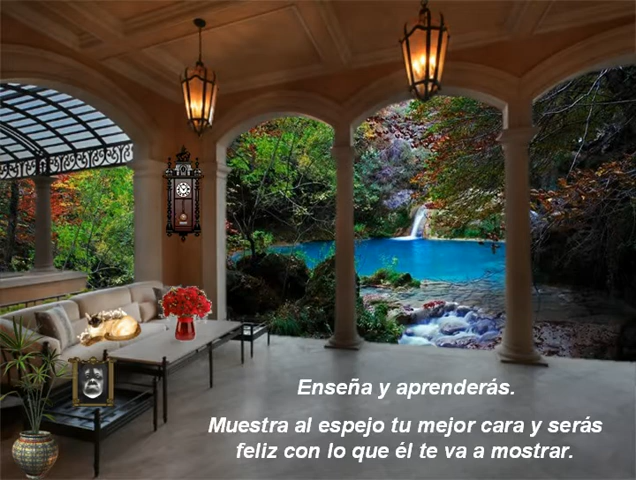 Enseña y aprenderás.
Muestra al espejo tu mejor cara y serás
feliz con lo que él te va a mostrar.